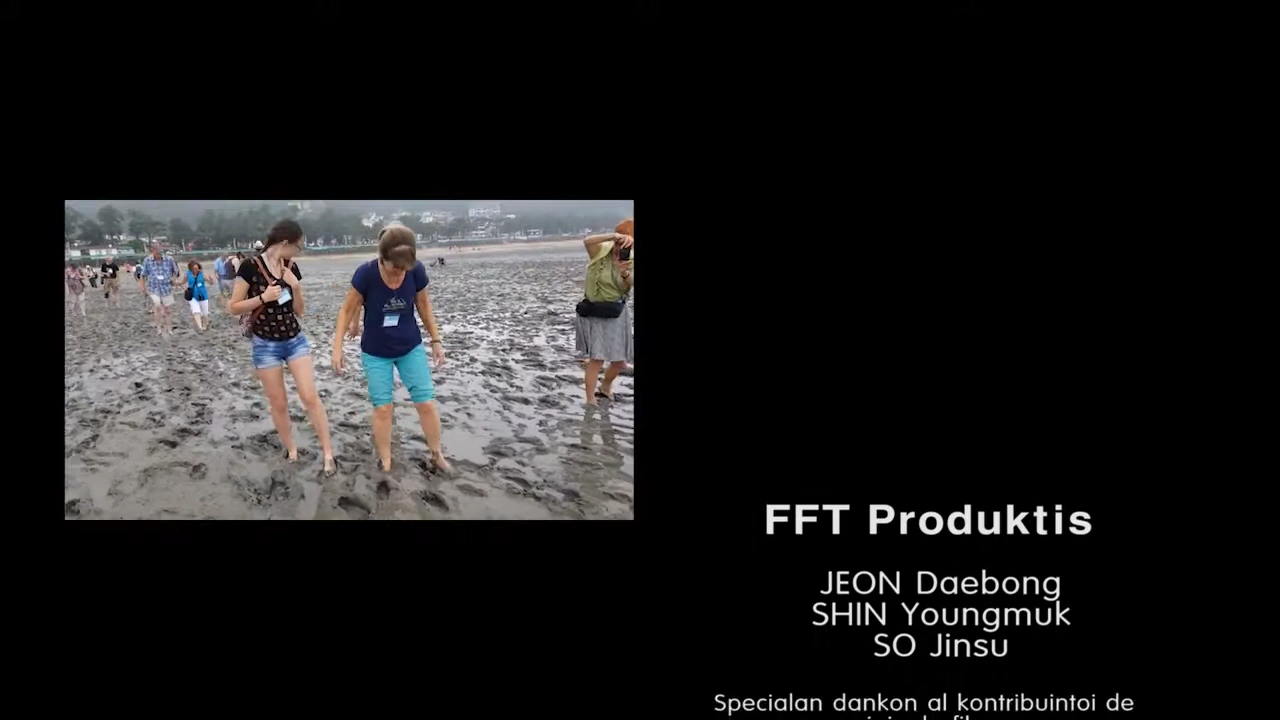 FFT Produktis
JEON Daebong
SHIN Youngmuk
SO Jinsu
Specialan dankon al kontribuintoj de